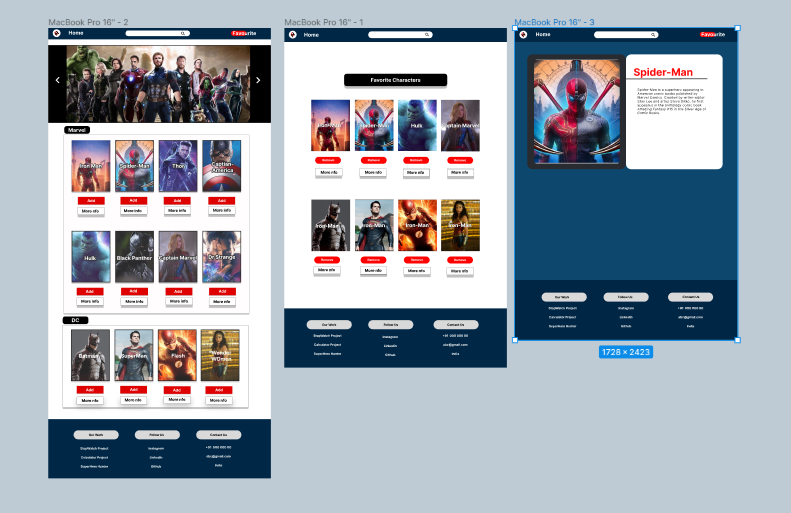 MacBook Pro 16" - 2
Home
Favourite
Marvel
Iron Man
Spider-Man
Thor
Captian-
America
Add
Add
Add
Add
More nfo
More info
More info
More info
Hulk
Black Panther
Captain Marvel
Dr Strange
Add
Add
Add
Add
More info
More info
More info
More info
DC
Batman
SuperMan
Flash
Wonder
WOman
Add
Add
Add
Add
More nfo
More info
More info
More info
Our Work
Follow Us
Contact Us
StopWatch Project
Instagram
+91 000 000 00
Calculator Project
LinkedIn
abc@gmail.com
SuperHeros Hunter
Github
India
MacBook Pro 16" - 1
Home
Favourite
Favorite Characters
Iron-Man
Spider-Man
Hulk
Captain Marvel
Remove
Remove
Remove
Remove
More Info
More Info
More Info
More Info
Iron-Man
Iron-Man
Iron-Man
Iron-Man
Remove
Remove
Remove
Remove
More Info
More Info
More Info
More Info
Our Work
Follow Us
Contact Us
StopWatch Project
Instagram
+91 000 000 00
Calculator Project
LinkedIn
abc@gmail.com
SuperHeros Hunter
Github
India
MacBook Pro 16" - 3
Home
Favourite
Spider-Man
Spider-Man is a superhero appearing in
American comic books published by
Marvel Comics. Created by writer-editor
Stan Lee and artist Steve Ditko, he first
appeared in the anthology comic book
Amazing Fantasy #15 in the Silver Age of
Comic Books
Our Work
Follow Us
Contact Us
StopWatch Project
Instagram
+91 000 000 00
Calculator Project
LinkedIn
abc@gmail.com
SuperHeros Hunter
Github
India
1728 × 2423